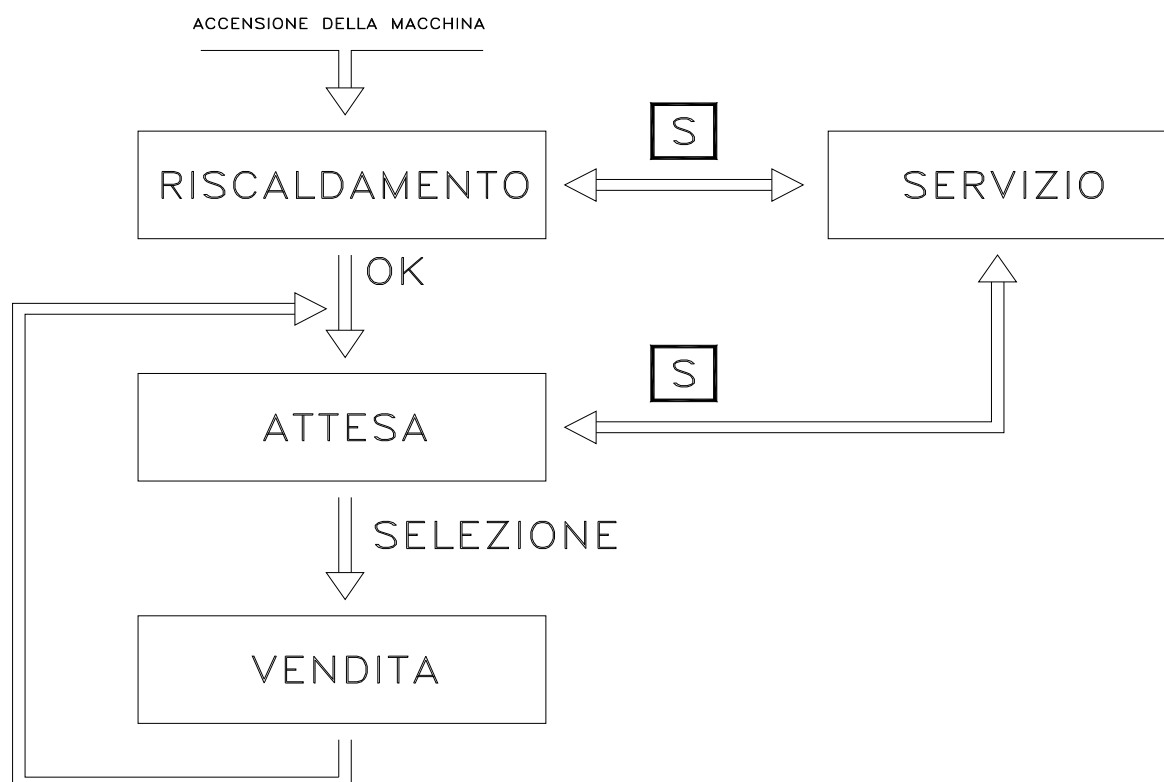 ACCENSIONE DELLA MACCHINA
S
RISCALDAMENTO
SERVIZIO
OK
S
ATTESA
SELEZIONE
VENDITA